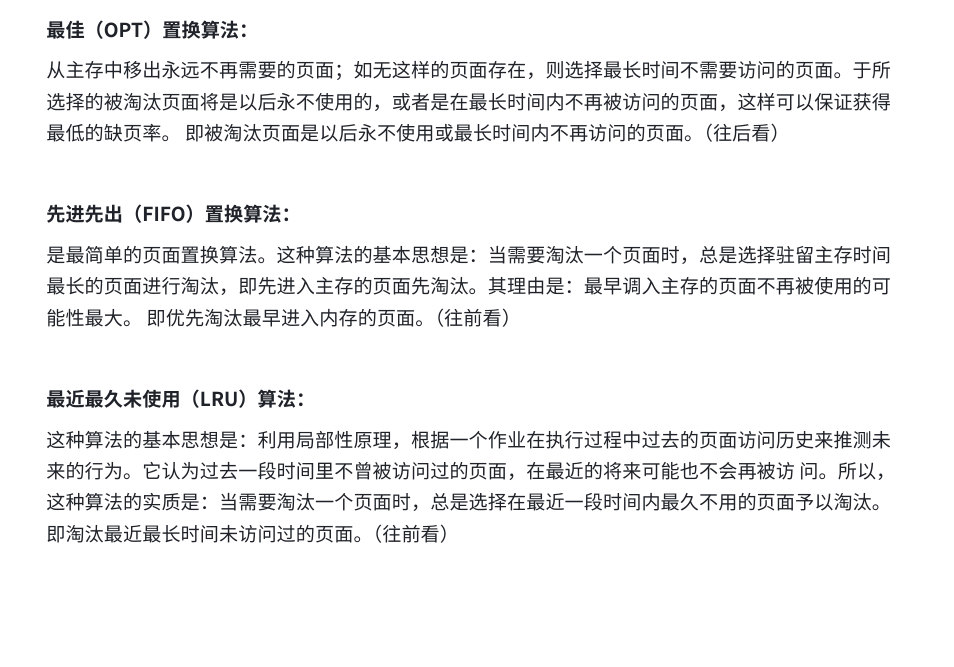 最佳（OPT）置换算法：
从主存中移出永远不再需要的页面；如无这样的页面存在，则选择最长时间不需要访问的页面。于所
选择的被淘汰页面将是以后永不使用的，或者是在最长时间内不再被访问的页面，这样可以保证获得
最低的缺页率。 即被淘汰页面是以后永不使用或最长时间内不再访问的页面。（往后看）
先进先出（FIFO）置换算法：
是最简单的页面置换算法。这种算法的基本思想是：当需要淘汰一个页面时，总是选择驻留主存时间
最长的页面进行淘汰，即先进入主存的页面先淘汰。其理由是：最早调入主存的页面不再被使用的可
能性最大。 即优先淘汰最早进入内存的页面。（往前看）
最近最久未使用（LRU）算法：
这种算法的基本思想是：利用局部性原理，根据一个作业在执行过程中过去的页面访问历史来推测未
来的行为。它认为过去一段时间里不曾被访问过的页面，在最近的将来可能也不会再被访 问。所以，
这种算法的实质是：当需要淘汰一个页面时，总是选择在最近一段时间内最久不用的页面予以淘汰。
即淘汰最近最长时间未访问过的页面。（往前看）